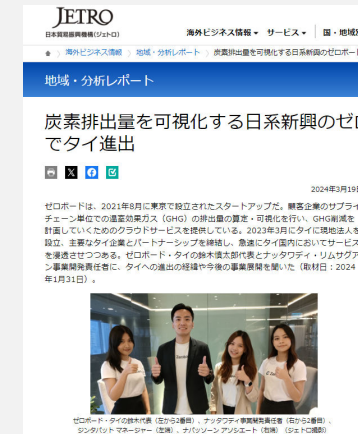 JETRO
日本貿易振興機構(ジェトロ)
海外ビジネス情報 サービス 国・地域別
海外ビジネス情報 地域・分析レポート 炭素排出量を可視化する日系新興のゼロボード
地域・分析レポート
炭素排出量を可視化する日系新興のゼロ
でタイ進出
2024年3月19日
ゼロボードは、2021年8月に東京で設立されたスタートアップだ。顧客企業のサプライ
チェーン単位での温室効果ガス(GHG)の排出量の算定・可視化を行い、GHG削減を
計画していくためのクラウドサービスを提供している。2023年3月にタイに現地法人を
設立、主要なタイ企業とパートナーシップを締結し、急速にタイ国内においてサービス
を浸透させつつある。ゼロボード・タイの鈴木慎太郎代表とナッタワディ・リムサグア
ン事業開発責任者に、タイへの進出の経緯や今後の事業展開を聞いた(取材日:2024
年1月31日)。
ゼロボード・タイの鈴木代表(左から2番目)、ナッタワディ事業開発責任者(右から2番目)、
シンタパット マネージャー(左端)、ナパッソーン アソシエート(右端)(ジェトロ撮影)